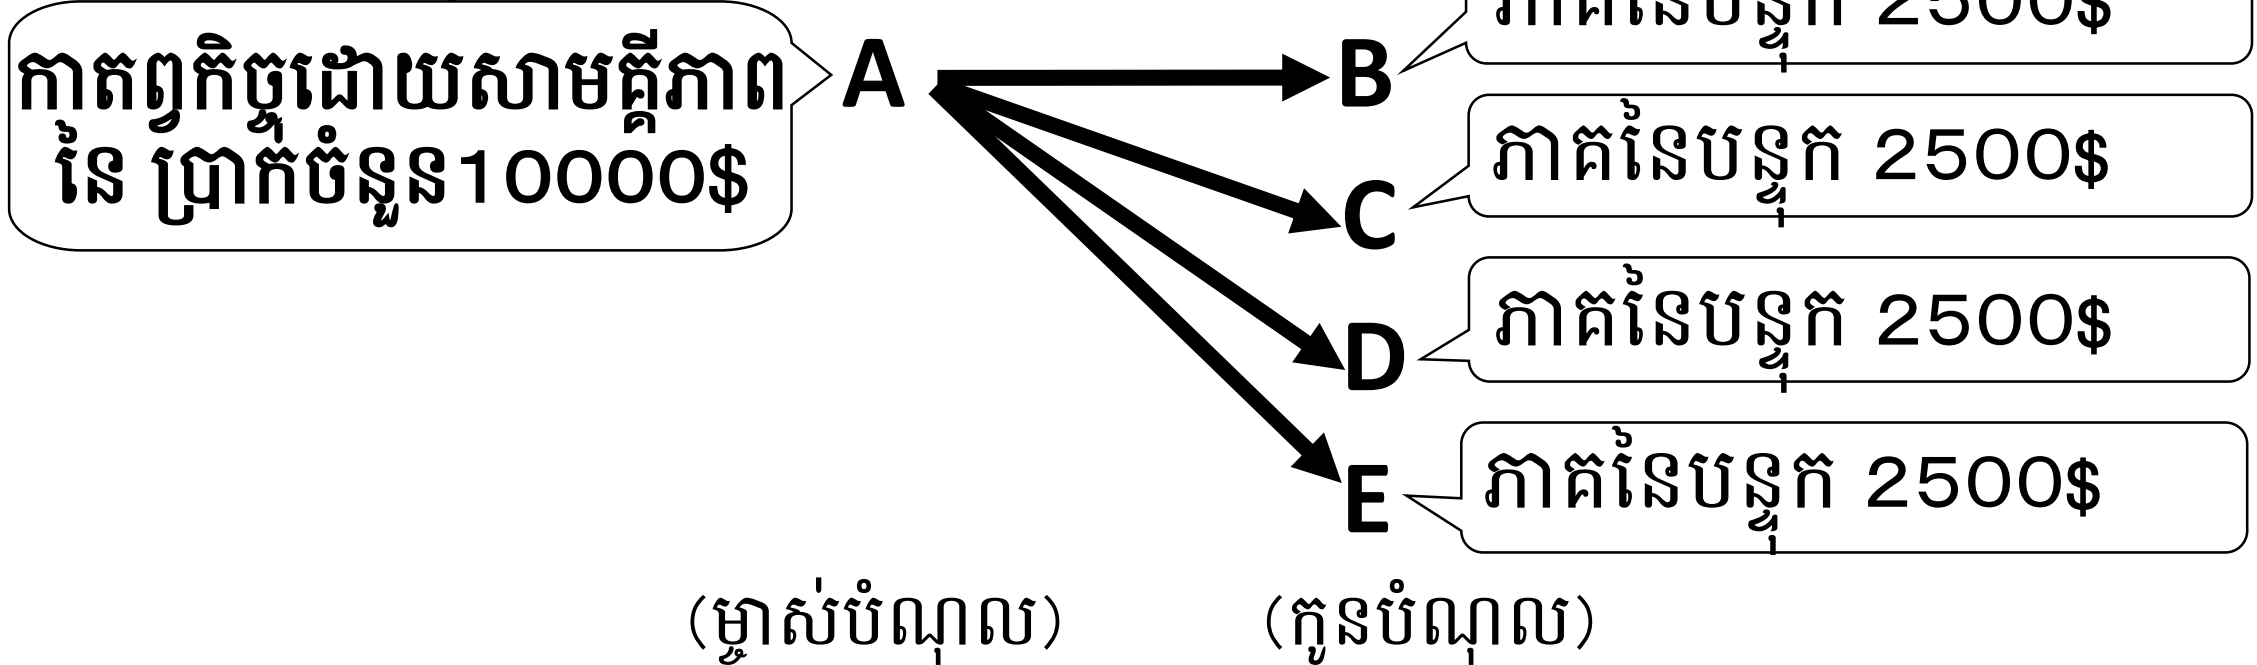 ភាគនៃបន្ទុក 2500$
កាតព្វកិច្ចដោយសាមគ្គីភាព
នៃ ប្រាក់ចំនួន10000$
A
B
ភាគនៃបន្ទុក 2500$
C
ភាគនៃបន្ទុក 2500$
D
ភាគនៃបន្ទុក 2500$
E
(ម្ចាស់បំណុល)
(កូនបំណុល)